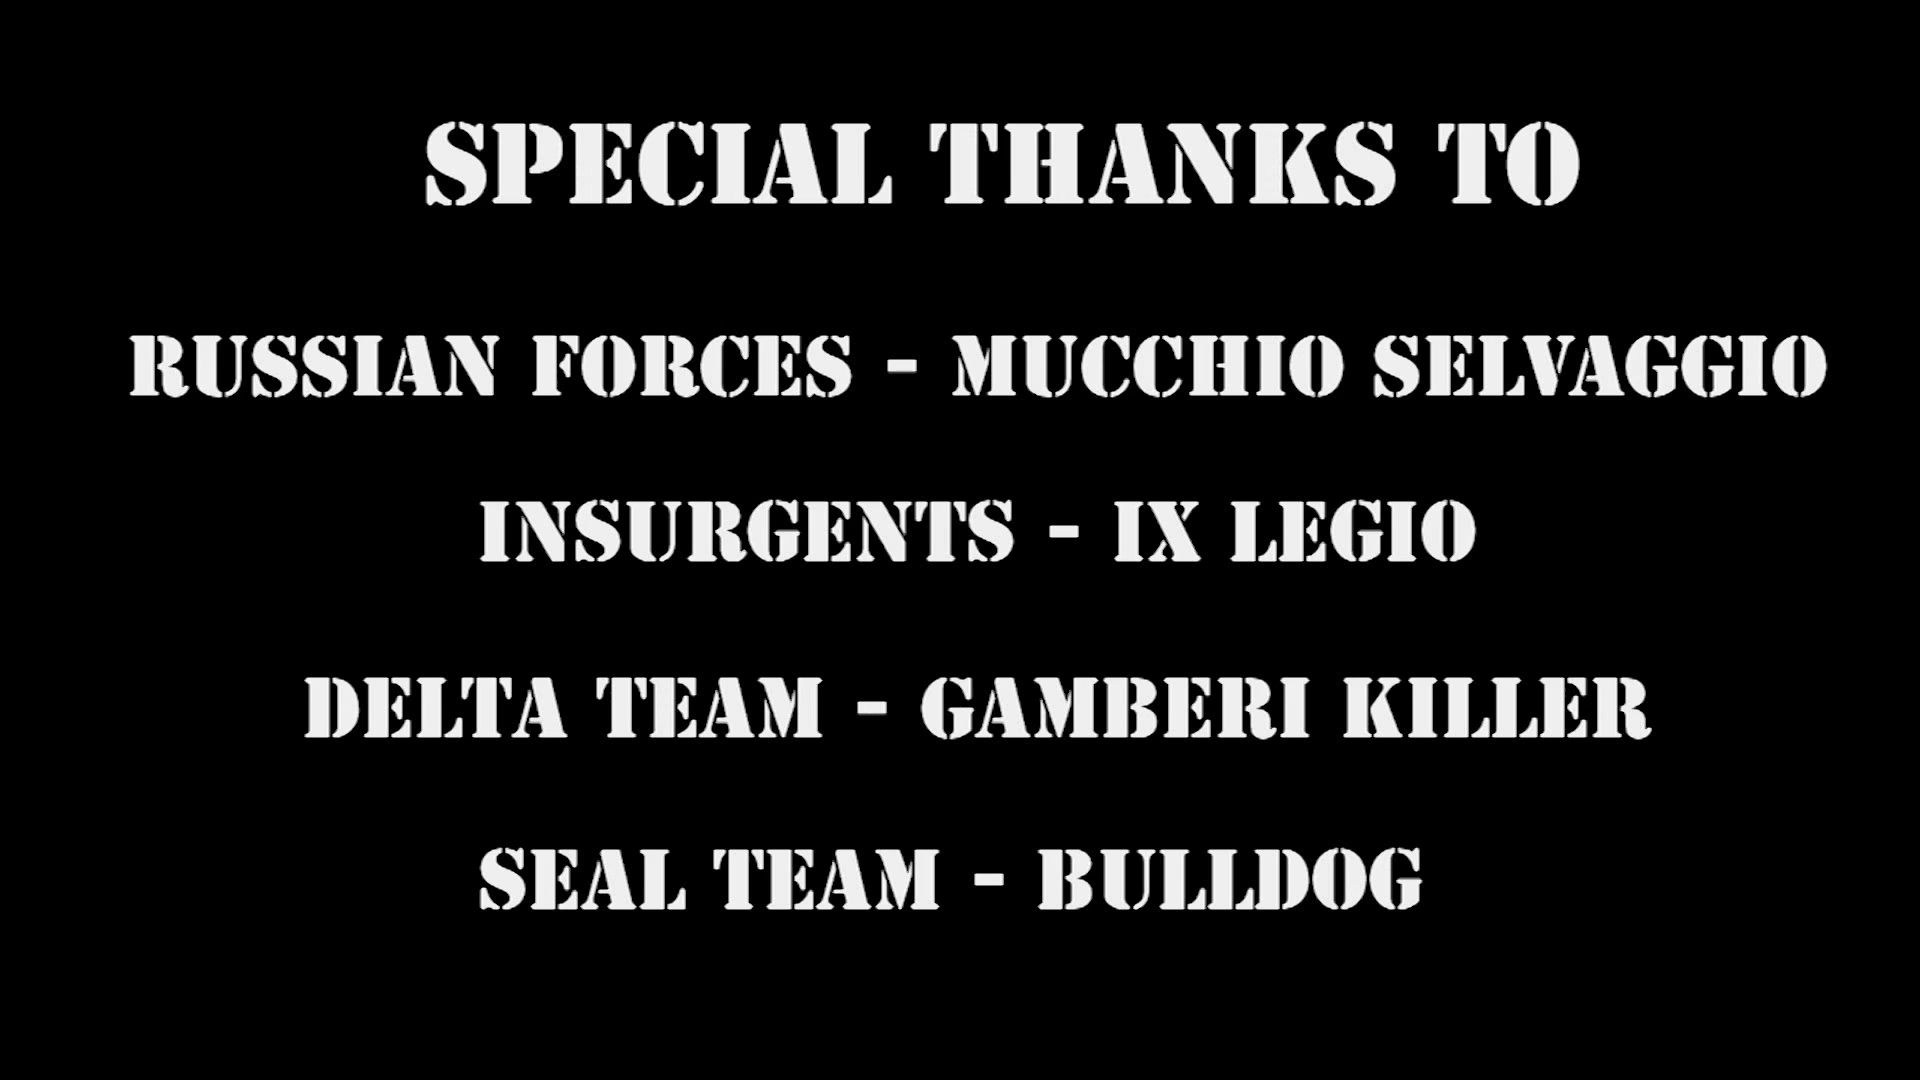 SPECIAL THANKS TO
RUSSIAN FORCES - MUCCHIO SELVAGGIO
INSURGENTS - IX LEGIO
DELTA TEAM - GAMBERI KILLER
SEAL TEAM - BULLDOG